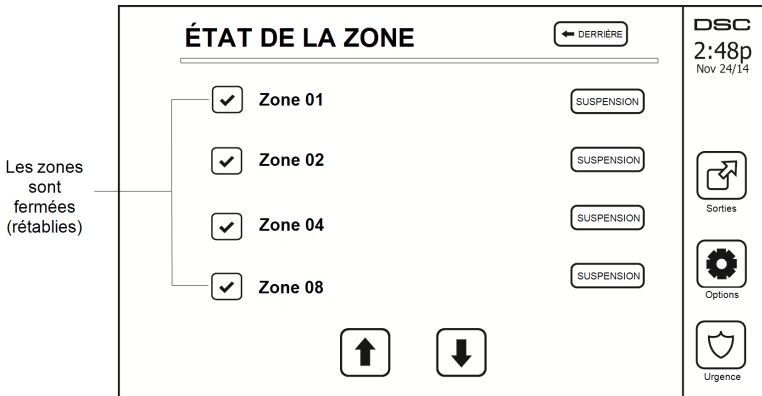 ÉTAT DE LA ZONE
DERRIÉRE
DSC
2:48p
Nov 24/14
Zone 01
SUSPENSION
Zone 02
SUSPENSION
Les zones
sont
fermées
(rétablies)
Zone 04
SUSPENSION
Zone 08
SUSPENSION
Sorties
Options
Urgence